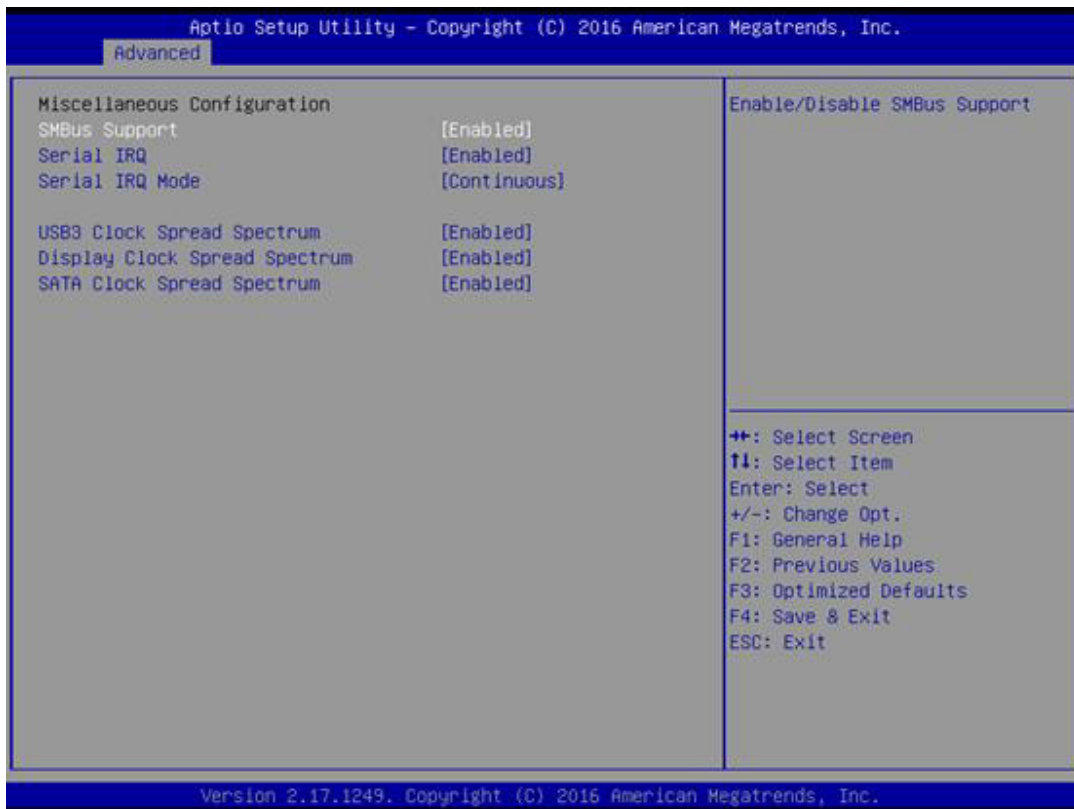 Aptio Setup Utility – Copyright (C) 2016 American Megatrends, Inc.
Advanced
Miscellaneous Configuration
SMBus Support [Enabled]
Serial IRQ [Enabled]
Serial IRQ Mode [Continuous]
USB3 Clock Spread Spectrum [Enabled]
Display Clock Spread Spectrum [Enabled]
SATA Clock Spread Spectrum [Enabled]
Enable/Disable SMBus Support
→←: Select Screen
↑↓: Select Item
Enter: Select
+/-: Change Opt.
F1: General Help
F2: Previous Values
F3: Optimized Defaults
F4: Save & Exit
ESC: Exit
Version 2.17.1249. Copyright (C) 2016 American Megatrends, Inc.